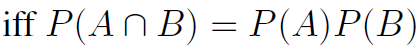 iff P(A ∩ B) = P(A)P(B)